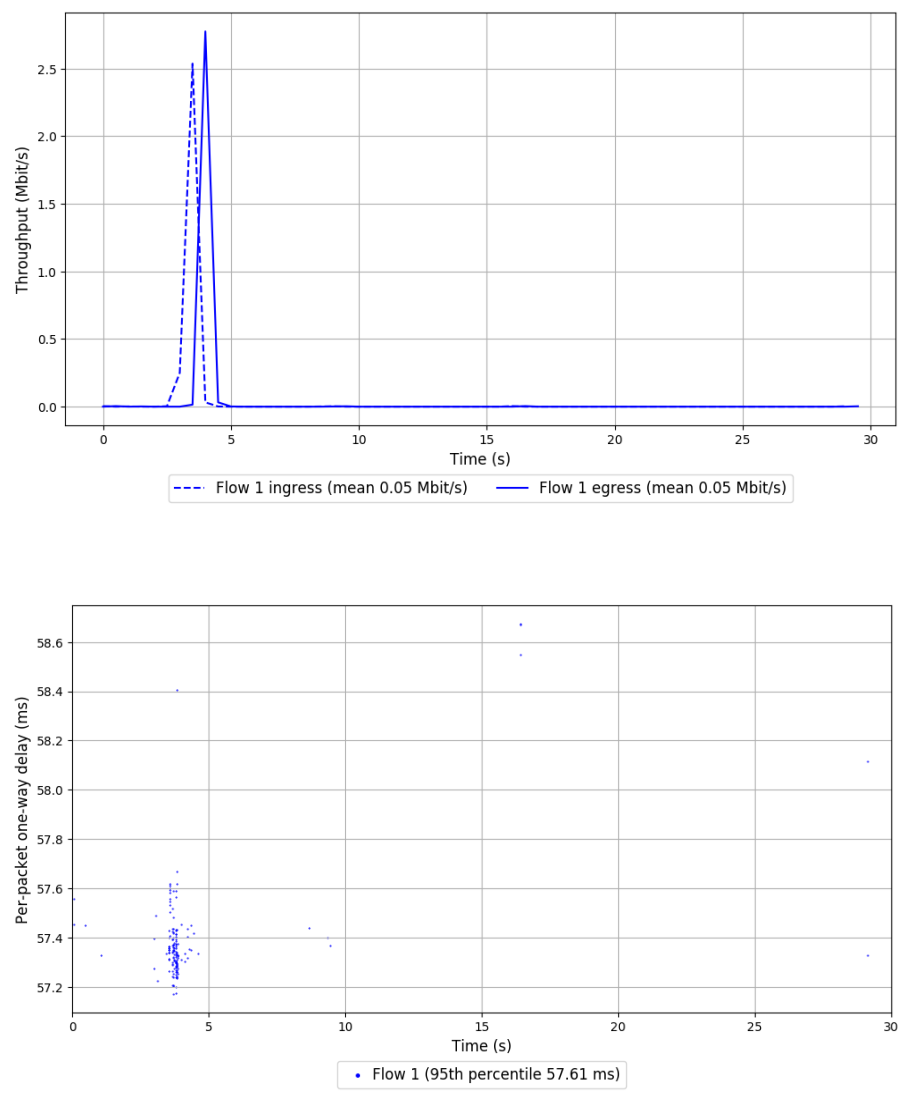 2.5
2.0
1.5
1.0
0.5
0.0
Throughput (Mbit/s)
0 5 10 15 20 25 30
Time (s)
Flow 1 ingress (mean 0.05 Mbit/s) Flow 1 egress (mean 0.05 Mbit/s)
58.6
58.4
58.2
58.0
57.8
57.6
57.4
57.2
Per-packet one-way delay (ms)
0 5 10 15 20 25 30
Time (s)
Flow 1 (95th percentile 57.61 ms)